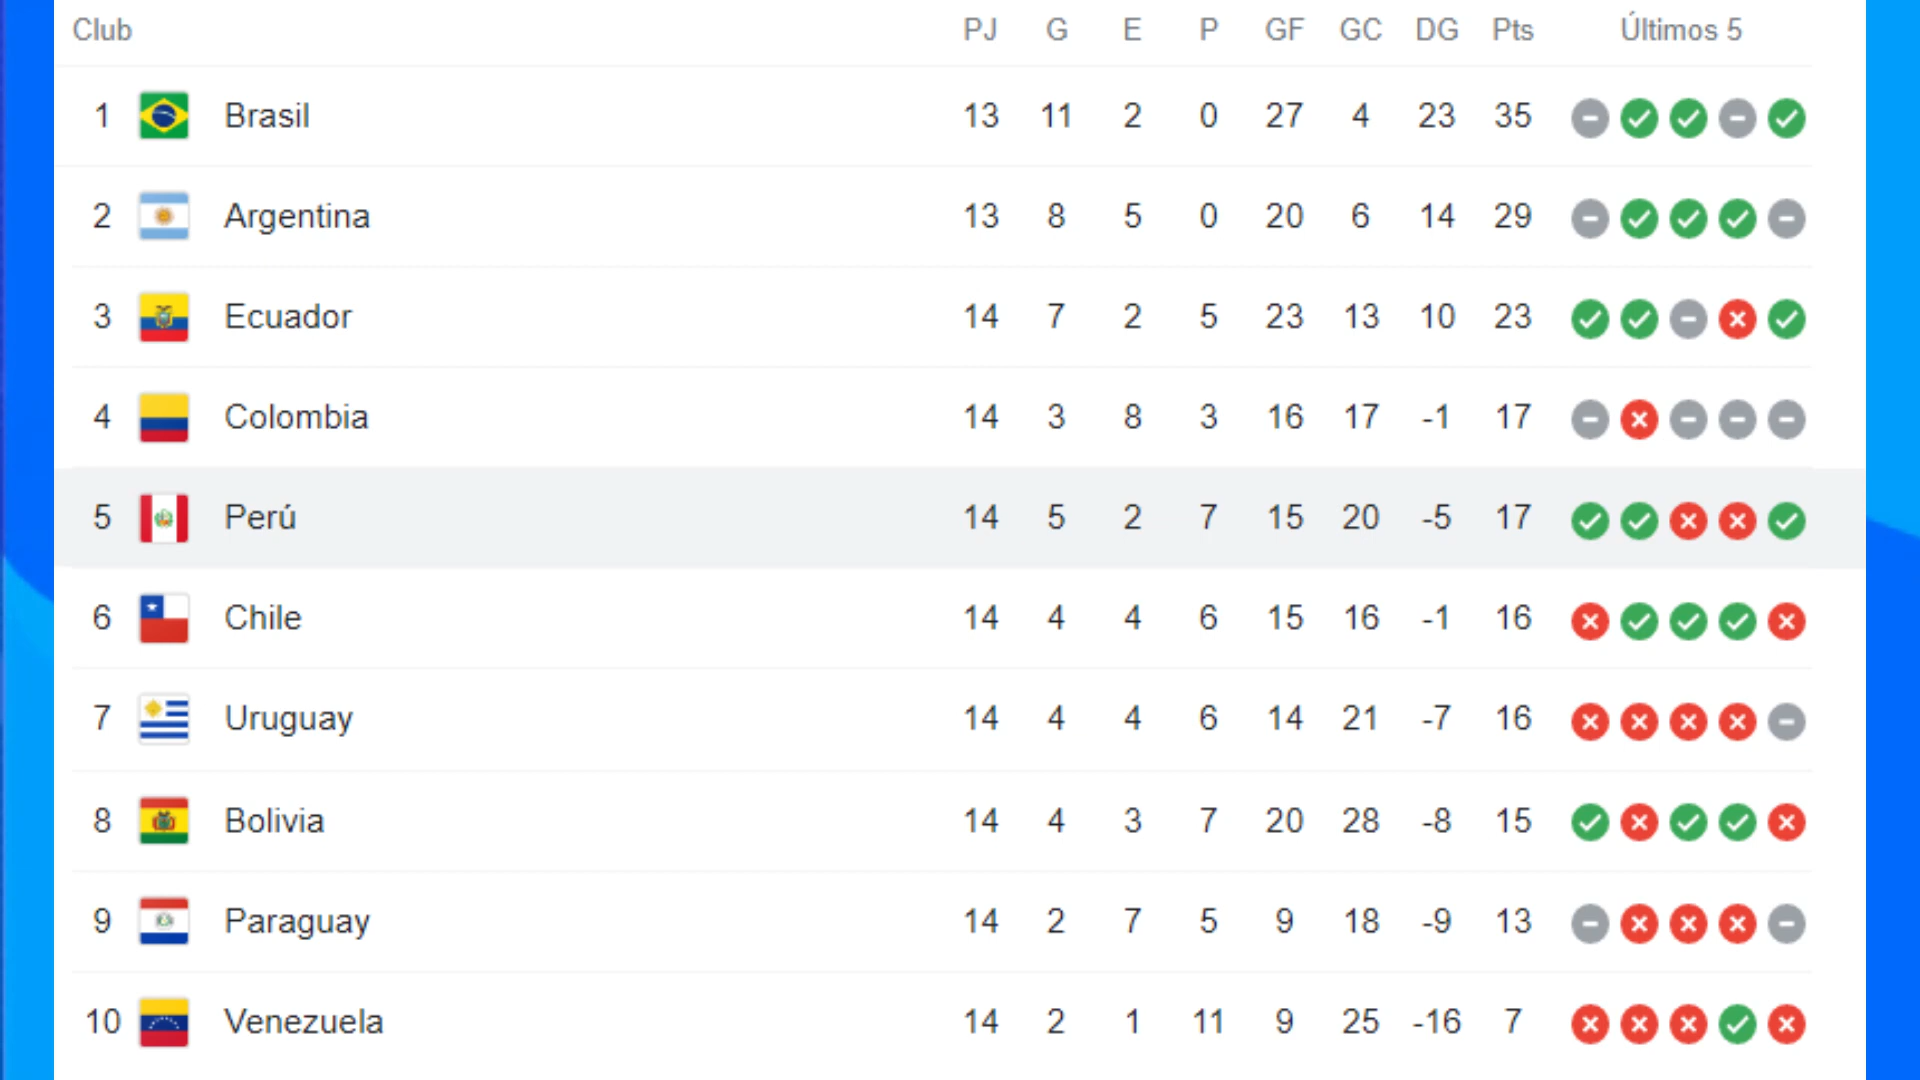 Club PJ G E P GF GC DG Pts Últimos 5
1 Brasil 13 11 2 0 27 4 23 35
2 Argentina 13 8 5 0 20 6 14 29
3 Ecuador 14 7 2 5 23 13 10 23
4 Colombia 14 3 8 3 16 17 -1 17
5 Perú 14 5 2 7 15 20 -5 17
6 Chile 14 4 4 6 15 16 -1 16
7 Uruguay 14 4 4 6 14 21 -7 16
8 Bolivia 14 4 3 7 20 28 -8 15
9 Paraguay 14 2 7 5 9 18 -9 13
10 Venezuela 14 2 1 11 9 25 -16 7